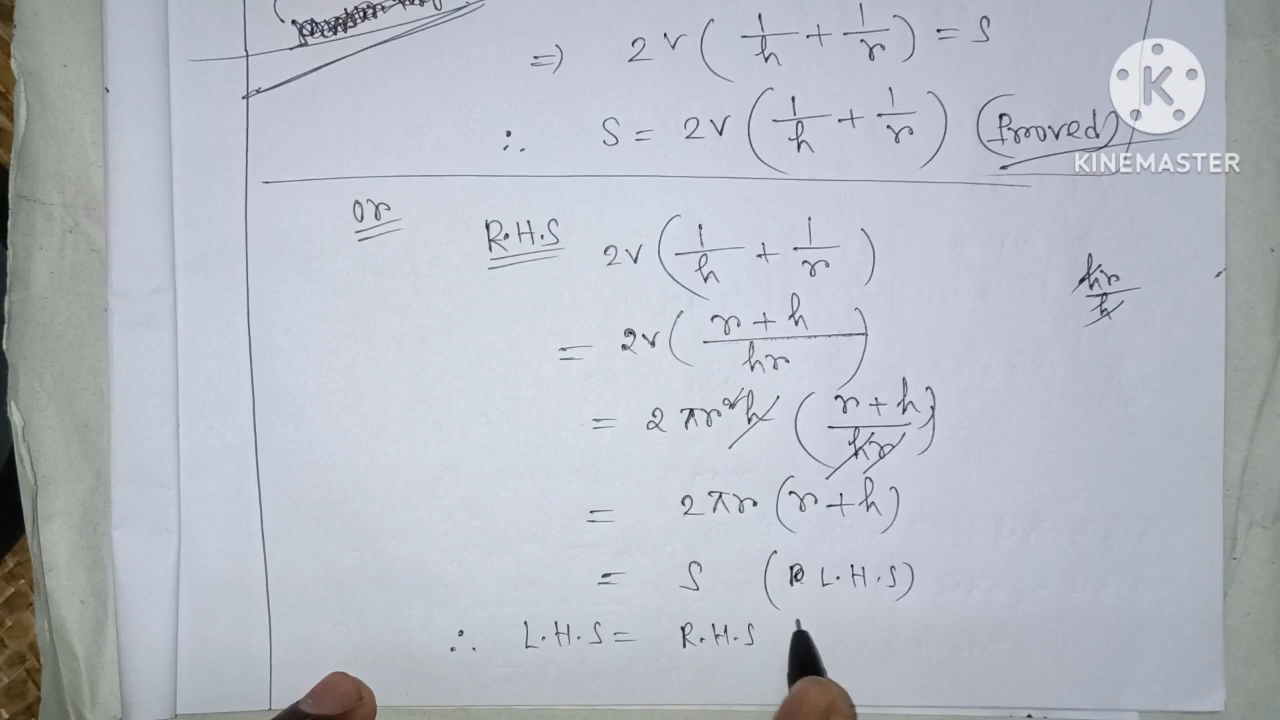 =) 2v(1/h + 1/r) = S
∴ S = 2v(1/h + 1/r) (Proved)
K
KINEMASTER
or
R.H.S 2v(1/h + 1/r)
= 2v(r + h/hr)
= 2πr²h(r + h/hr)
= 2πr(r + h)
= S (L.H.S)
∴ L.H.S = R.H.S